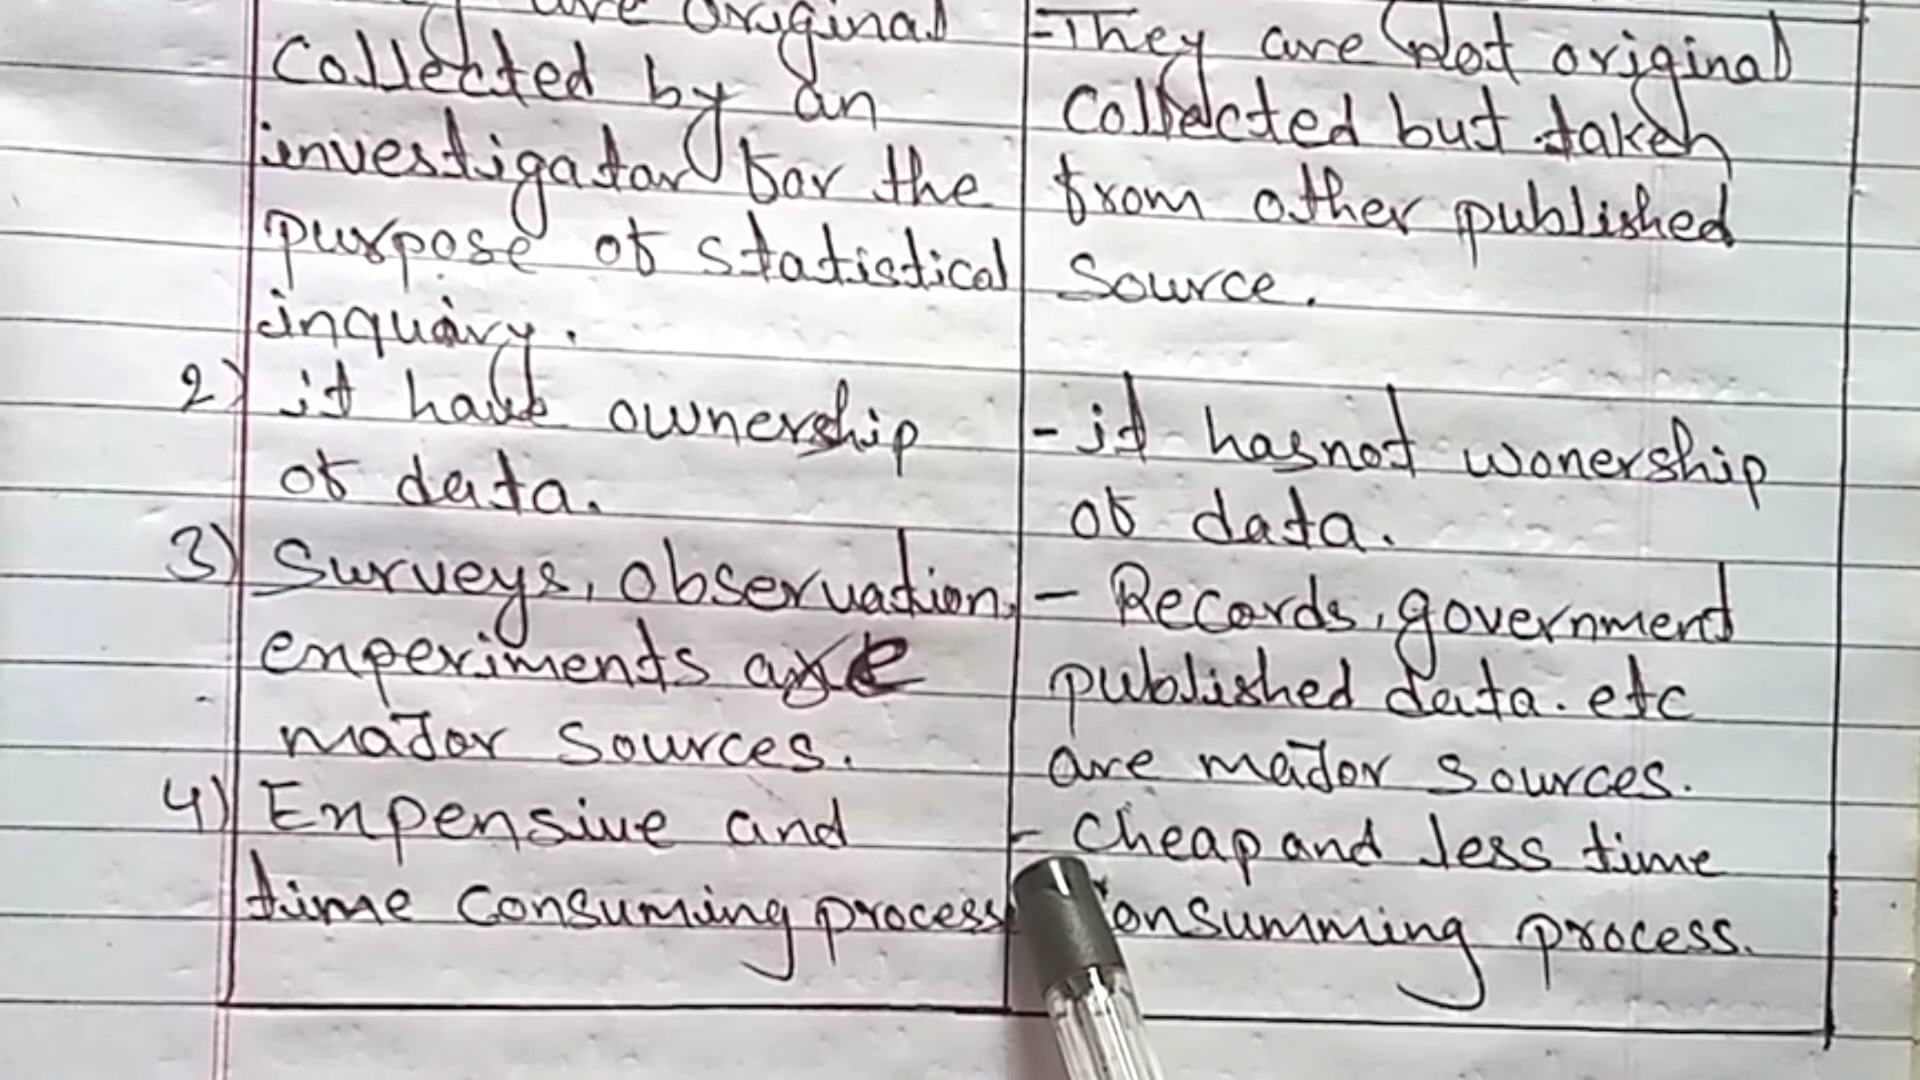 are original
collected by an
investigator for the
purpose of statistical
inquiry.
2) it have ownership
of data.
3) Surveys, observation,
experiments are
major sources.
4) Expensive and
time consuming process
- They are not original
collected but taken
from other published
source.
- it hasnot wonership
of data.
- Records, government
published data. etc
are major sources.
- Cheap and less time
consumming process.